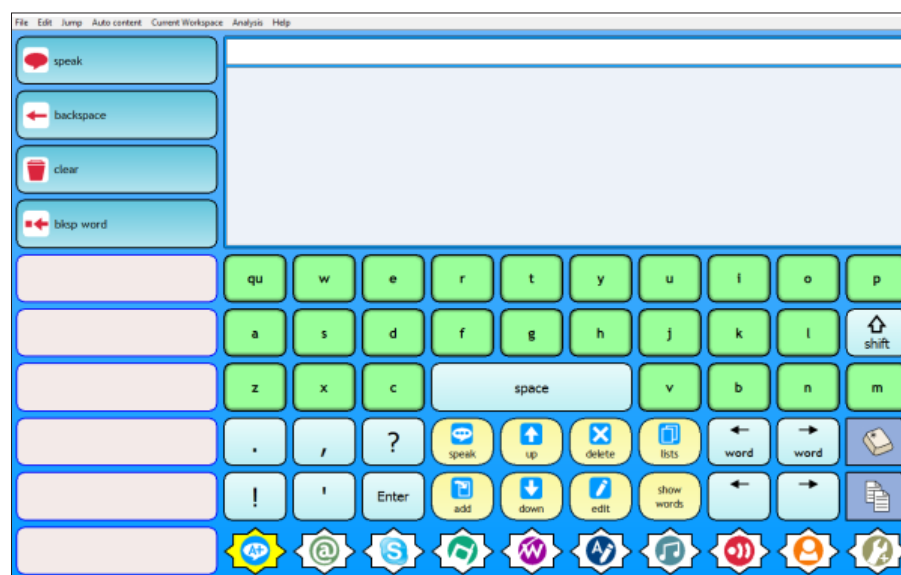 File Edit Jump Auto content Current Workspace Analysis Help
speak
backspace
clear
bksp word
qu w e r t y u i o p
a s d f g h j k l shift
z x c space v b n m
. , ? speak up delete lists word word
! ' Enter add down edit show words
A+ @ S W A